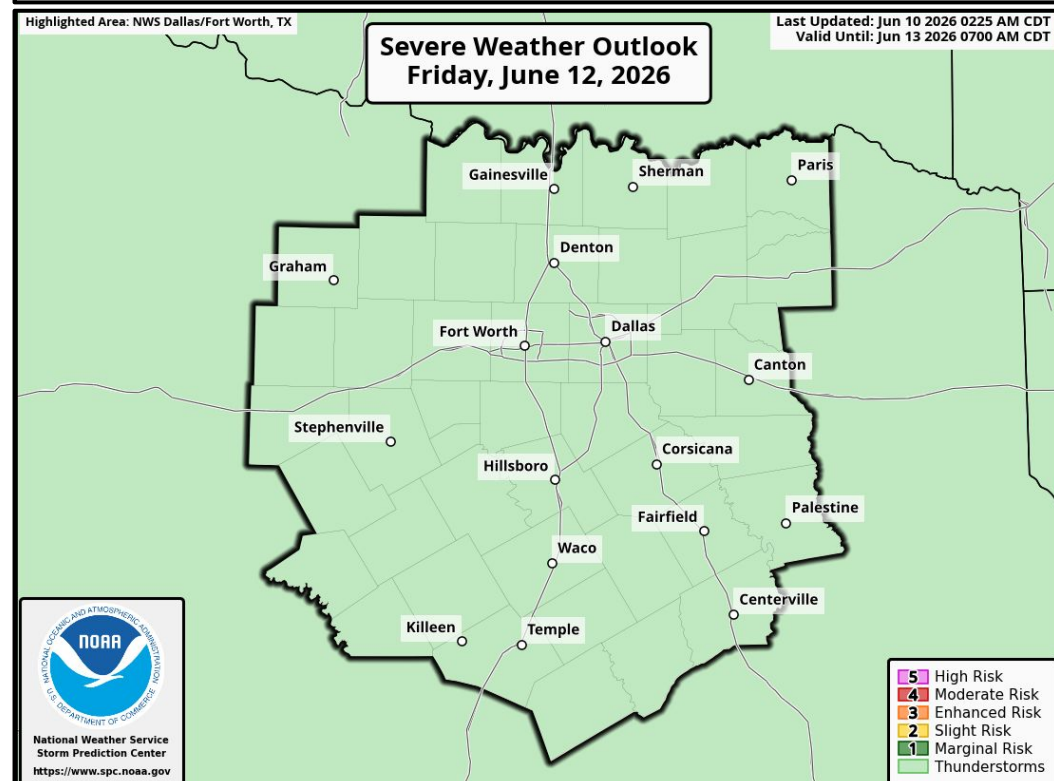 Highlighted Area: NWS Dallas/Fort Worth, TX
Last Updated: Jun 10 2026 0225 AM CDT
Valid Until: Jun 13 2026 0700 AM CDT
Severe Weather Outlook
Friday, June 12, 2026
Gainesville
Sherman
Paris
Denton
Graham
Fort Worth
Dallas
Canton
Stephenville
Hillsboro
Corsicana
Fairfield
Palestine
Waco
Centerville
Killeen
Temple
NATIONAL OCEANIC AND ATMOSPHERIC ADMINISTRATION
NOAA
U.S. DEPARTMENT OF COMMERCE
National Weather Service
Storm Prediction Center
https://www.spc.noaa.gov
5 High Risk
4 Moderate Risk
3 Enhanced Risk
2 Slight Risk
1 Marginal Risk
Thunderstorms